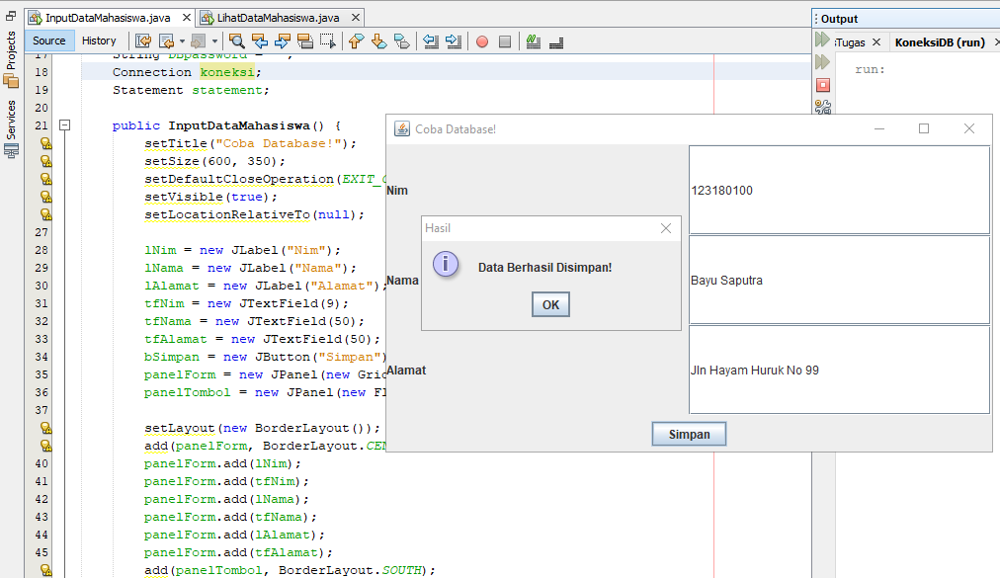 InputDataMahasiswa.java
LihatDataMahasiswa.java
Output
Projects
Services
Source
History
Tugas
KoneksiDB (run)
run:
17 String DBpassword = "";
18 Connection koneksi;
19 Statement statement;
20
21 public InputDataMahasiswa() {
setTitle("Coba Database!");
setSize(600, 350);
setDefaultCloseOperation(EXIT_
setVisible(true);
setLocationRelativeTo(null);
27
28 lNim = new JLabel("Nim");
29 lNama = new JLabel("Nama");
30 lAlamat = new JLabel("Alamat");
31 tfNim = new JTextField(9);
32 tfNama = new JTextField(50);
33 tfAlamat = new JTextField(50);
34 bSimpan = new JButton("Simpan")
35 panelForm = new JPanel(new Grid
36 panelTombol = new JPanel(new Fl
37
setLayout(new BorderLayout());
add(panelForm, BorderLayout.CEN
40 panelForm.add(lNim);
41 panelForm.add(tfNim);
42 panelForm.add(lNama);
43 panelForm.add(tfNama);
44 panelForm.add(lAlamat);
45 panelForm.add(tfAlamat);
add(panelTombol, BorderLayout.SOUTH);
Coba Database!
Nim
123180100
Hasil
Data Berhasil Disimpan!
OK
Nama
Bayu Saputra
Alamat
Jln Hayam Huruk No 99
Simpan